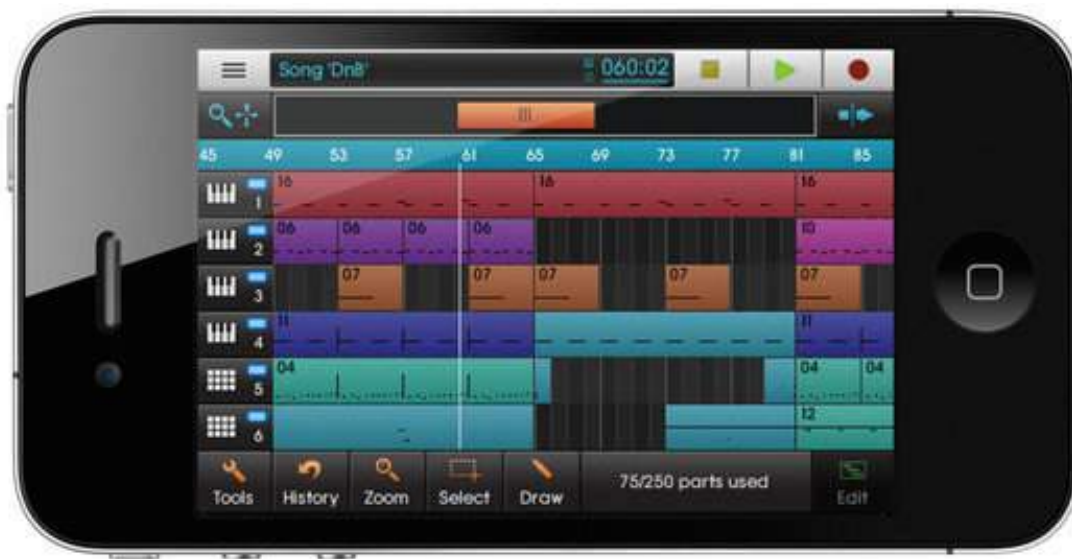 Song 'DnB' 060:02
45 49 53 57 61 65 69 73 77 81 85
1 16 16 16
2 06 06 06 06 10
3 07 07 07 07 07
4 11 11
5 04 04 04
6 12
Tools History Zoom Select Draw 75/250 parts used Edit